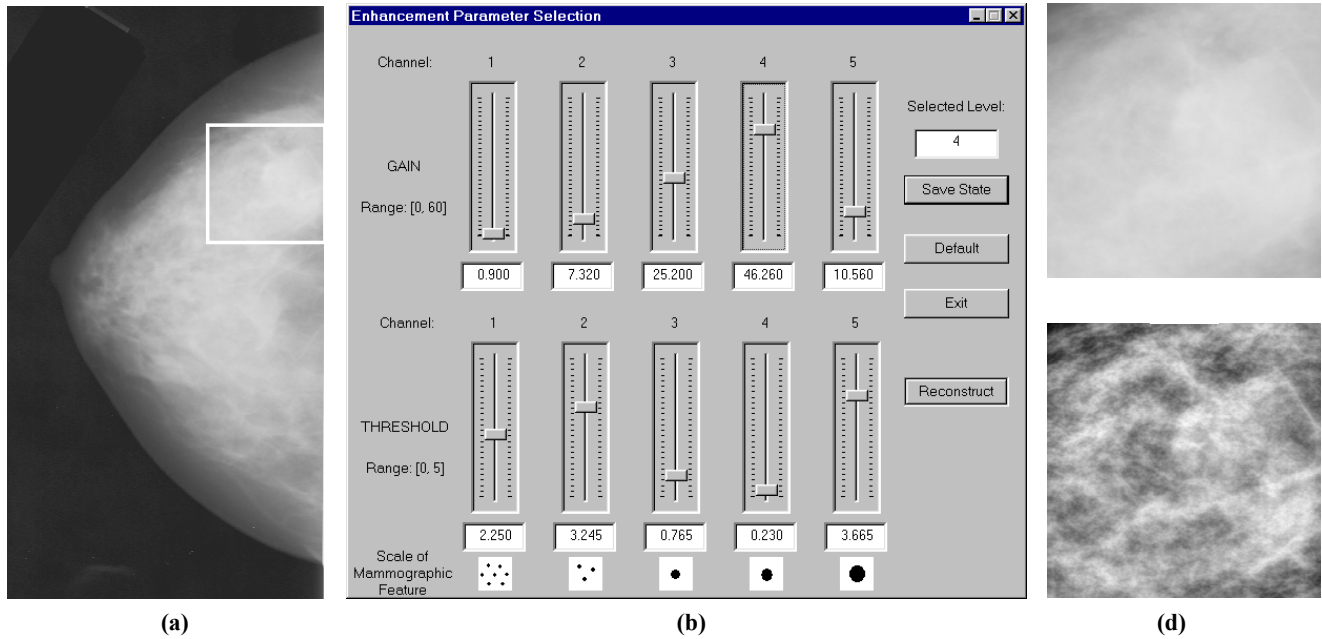 Enhancement Parameter Selection
Channel: 1 2 3 4 5
Selected Level:
4
GAIN
Range: [0, 60]
Save State
Default
0.900 7.320 25.200 46.260 10.560
Exit
Channel: 1 2 3 4 5
Reconstruct
THRESHOLD
Range: [0, 5]
2.250 3.245 0.765 0.230 3.665
Scale of
Mammographic
Feature
(a) (b) (d)